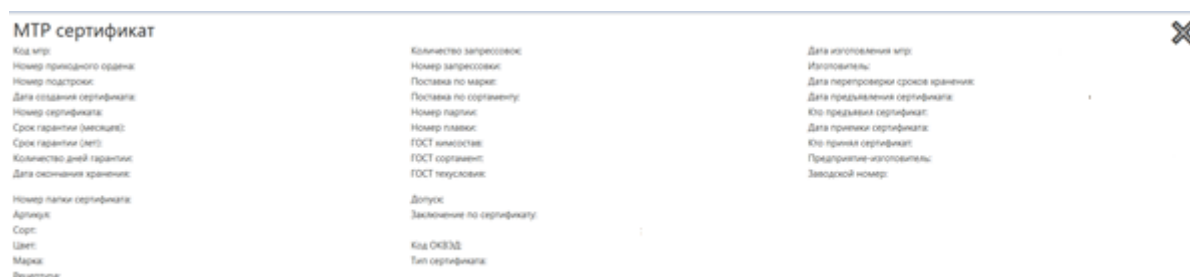 МТР сертификат
Код мтр:
Номер приходного ордена:
Номер подстроки:
Дата создания сертификата:
Номер сертификата:
Срок гарантии (месяцев):
Срок гарантии (лет):
Количество дней гарантии:
Дата окончания хранения:
Номер папки сертификата:
Артикул:
Сорт:
Цвет:
Марка:
Рецептура:
Количество запрессовок:
Номер запрессовки:
Поставка по марке:
Поставка по сортаменту:
Номер партии:
Номер плавки:
ГОСТ химсостав:
ГОСТ сортамент:
ГОСТ техусловия:
Допуск:
Заключение по сертификату:
Код ОКВЭД:
Тип сертификата:
Дата изготовления мтр:
Изготовитель:
Дата перепроверки сроков хранения:
Дата предъявления сертификата:
Кто предъявил сертификат:
Дата приемки сертификата:
Кто принял сертификат:
Предприятие-изготовитель:
Заводской номер: